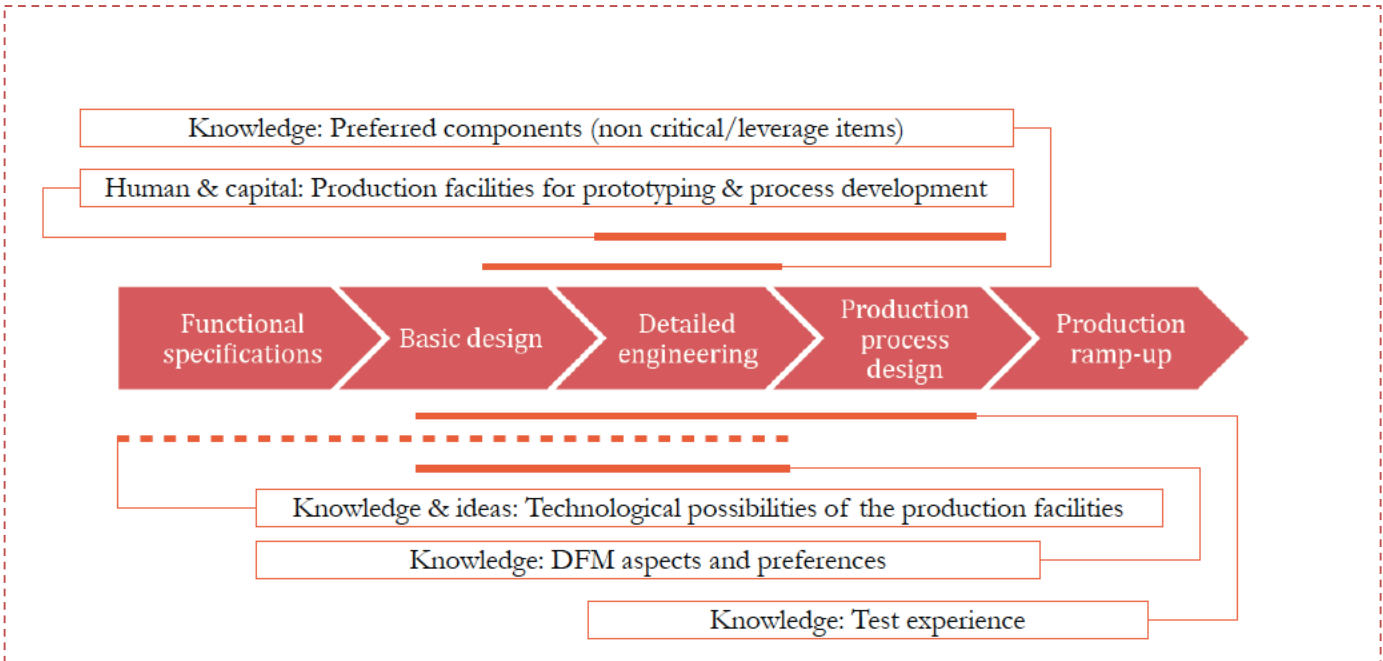 Knowledge: Preferred components (non critical/leverage items)
Human & capital: Production facilities for prototyping & process development
Functional
specifications
Basic design
Detailed
engineering
Production
process
design
Production
ramp-up
Knowledge & ideas: Technological possibilities of the production facilities
Knowledge: DFM aspects and preferences
Knowledge: Test experience